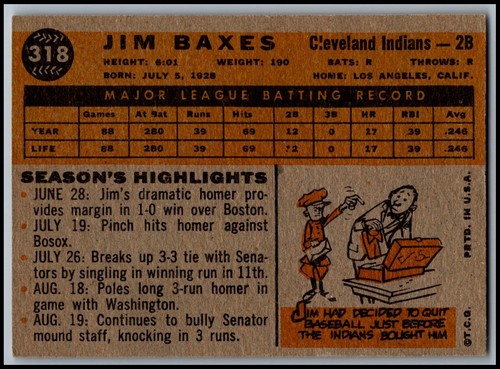 318
JIM BAXES
Cleveland Indians — 2B
HEIGHT: 6:01 WEIGHT: 190 BATS: R THROWS: R
BORN: JULY 5, 1928 HOME: LOS ANGELES, CALIF.
MAJOR LEAGUE BATTING RECORD
Games At Bat Runs Hits 2B 3B HR RBI Avg
YEAR 88 280 39 69 12 0 17 39 .246
LIFE 88 280 39 69 12 0 17 39 .246
SEASON'S HIGHLIGHTS
• JUNE 28: Jim's dramatic homer pro-
vides margin in 1-0 win over Boston.
• JULY 19: Pinch hits homer against
Bosox.
• JULY 26: Breaks up 3-3 tie with Sena-
tors by singling in winning run in 11th.
• AUG. 18: Poles long 3-run homer in
game with Washington.
• AUG. 19: Continues to bully Senator
mound staff, knocking in 3 runs.
JIM HAD DECIDED TO QUIT
BASEBALL JUST BEFORE
THE INDIANS BOUGHT HIM
©T.C.G. PRTD. IN U.S.A.